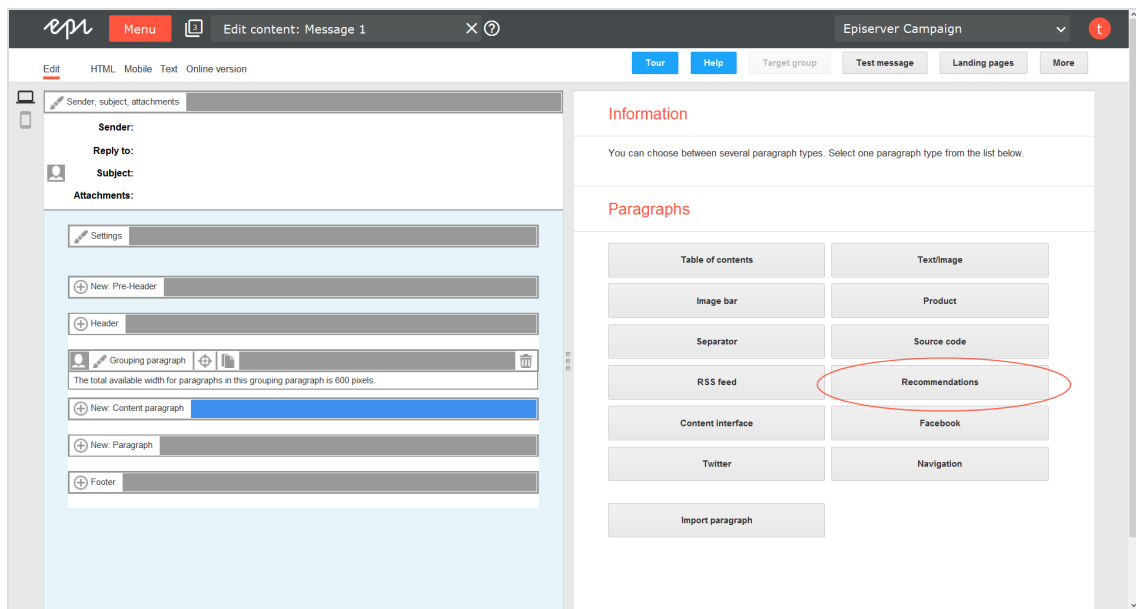 epi Menu 3 Edit content: Message 1 Episerver Campaign t
Edit HTML Mobile Text Online version Tour Help Target group Test message Landing pages More
Sender, subject, attachments
Sender:
Reply to:
Subject:
Attachments:
Settings
New: Pre-Header
Header
Grouping paragraph
The total available width for paragraphs in this grouping paragraph is 600 pixels.
New: Content paragraph
New: Paragraph
Footer
Information
You can choose between several paragraph types. Select one paragraph type from the list below.
Paragraphs
Table of contents Text/Image
Image bar Product
Separator Source code
RSS feed Recommendations
Content interface Facebook
Twitter Navigation
Import paragraph